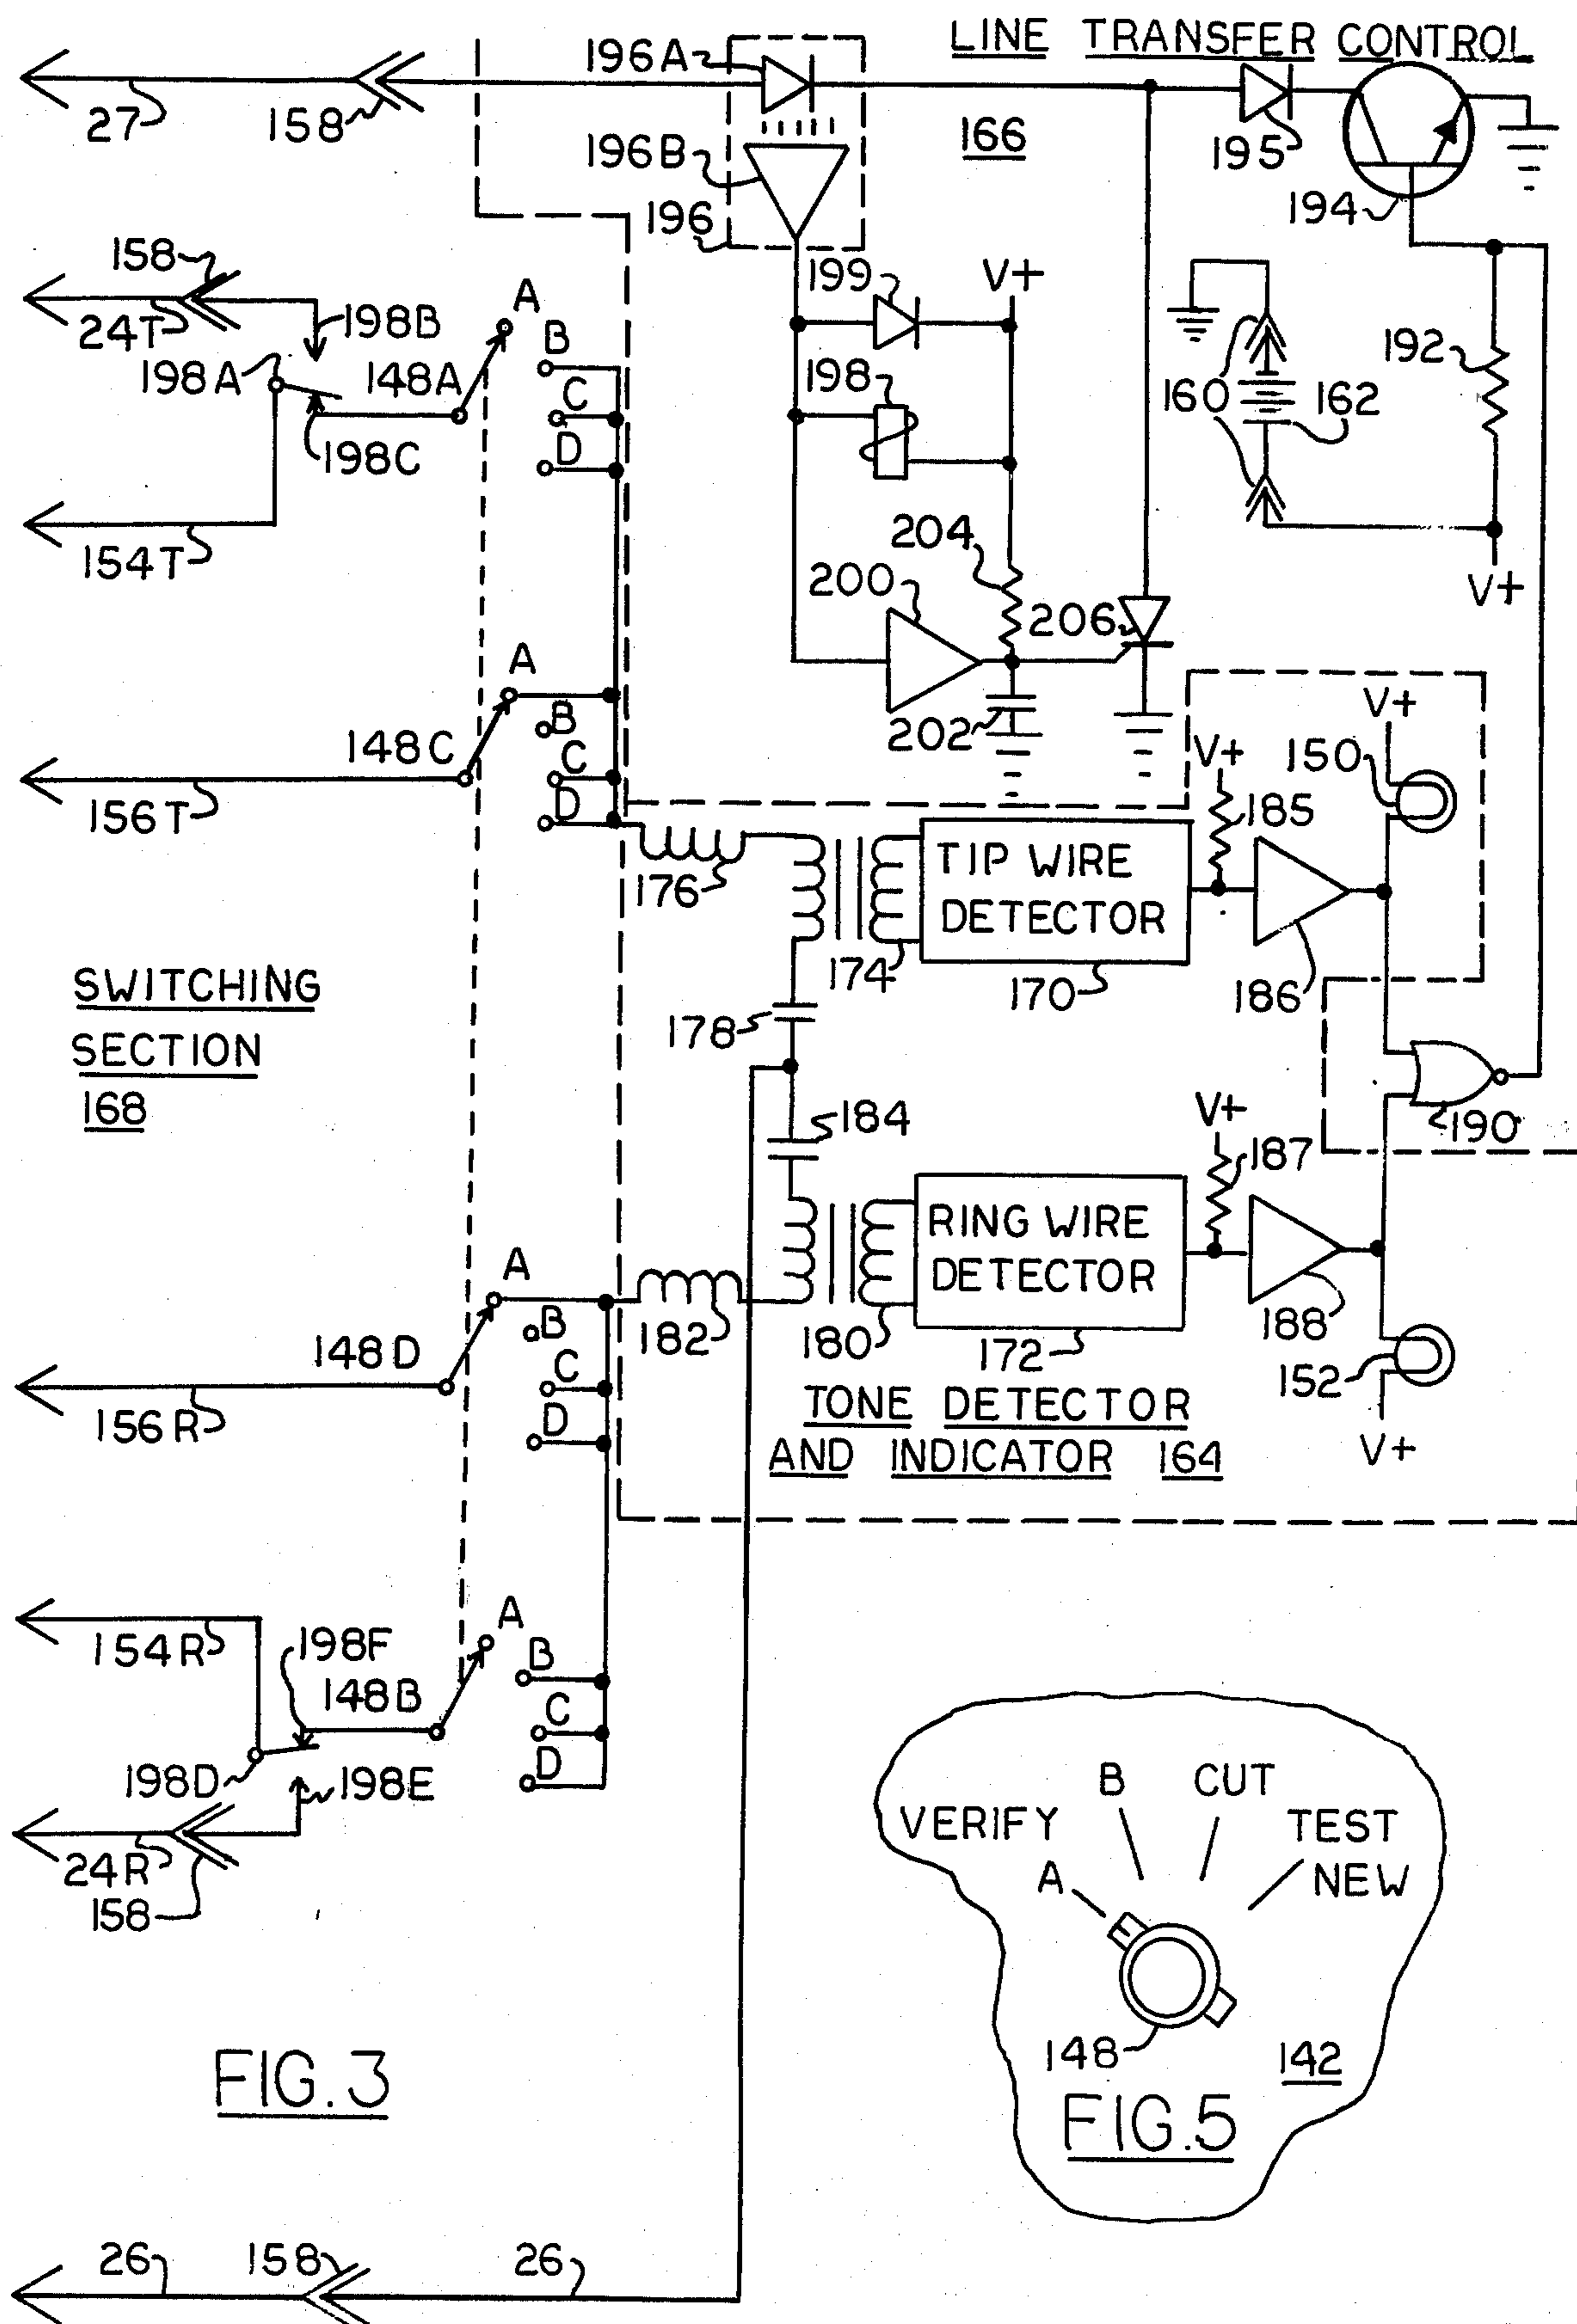 LINE TRANSFER CONTROL
196A
27
158
166
195
196B
196
194
158
199
V+
A
24T
198B
B
198A
148A
198
192
C
160
162
198C
D
204
154T
200
V+
206
A
V+
B
148C
202
V+
150
C
156T
D
185
TIP WIRE
DETECTOR
176
174
170
186
SWITCHING
SECTION
168
178
184
V+
190
187
RING WIRE
DETECTOR
A
B
182
180
172
188
148D
C
152
156R
D
TONE DETECTOR
AND INDICATOR 164
V+
A
154R
198F
B
148B
C
198D
198E
D
24R
158
B CUT
VERIFY TEST
A NEW
148
142
FIG. 3
FIG. 5
26
158
26